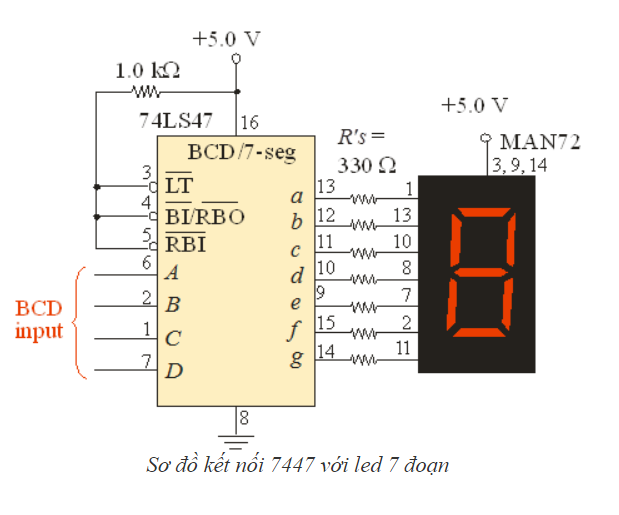 +5.0 V
1.0 kΩ
+5.0 V
74LS47
16
R's =
330 Ω
MAN72
3, 9, 14
BCD/7-seg
3
LT
4
BI/RBO
5
RBI
6
A
2
B
1
C
7
D
BCD
input
a
13
1
b
12
13
c
11
10
d
10
8
e
9
7
f
15
2
g
14
11
8
Sơ đồ kết nối 7447 với led 7 đoạn